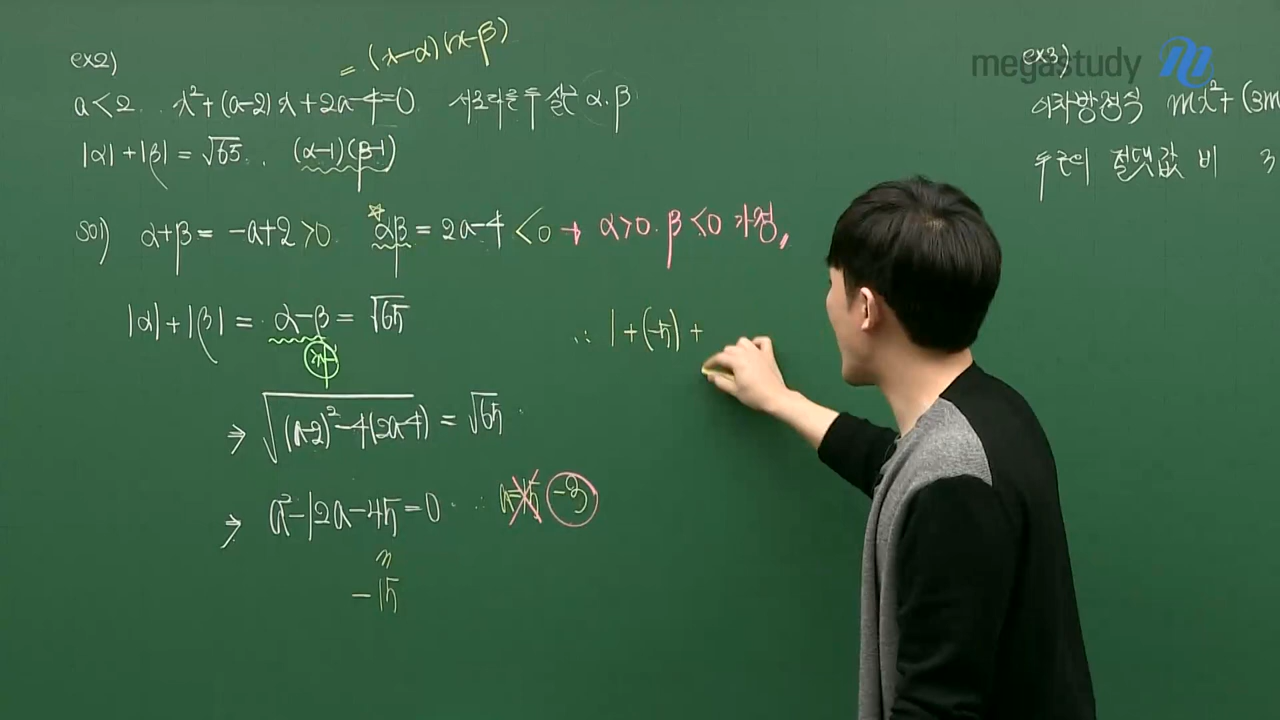 ex2)
= (x-α)(x-β)
a<2. x²+(a-2)x+2a-4=0 서로다른 두 실근 α.β
|α|+|β|=√65. (α-1)(β-1)
sol) α+β = -a+2>0. ☆αβ = 2a-4 <0 → α>0. β<0 가정,
|α|+|β| = α-β = √65
⇒ √(a-2)²-4(2a-4) = √65
⇒ a²-12a-45=0 ∴ a=15 -3
-15
∴ 1+(-5)+
megastudy
ex3)
이차방정식 mx²+(3m
두근의 절댓값 비 3